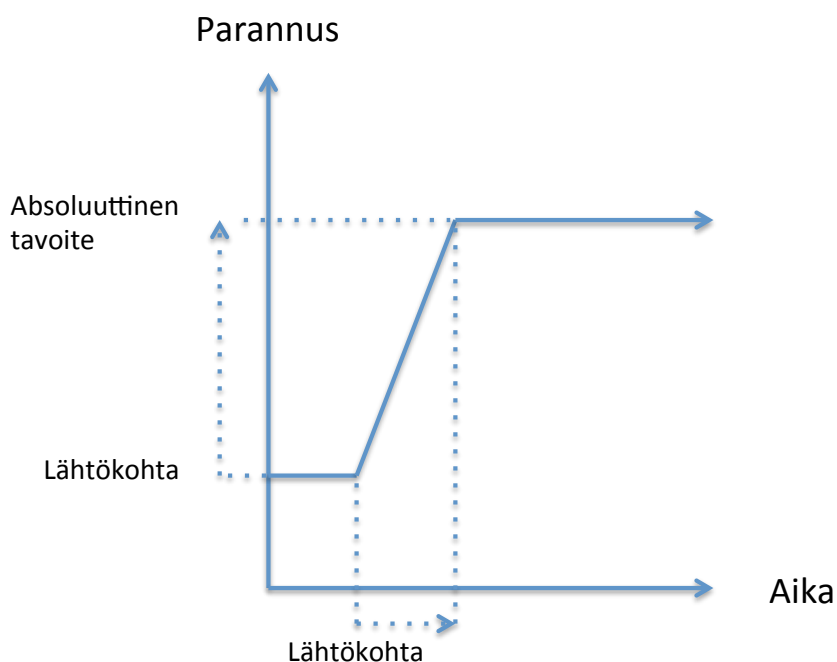 Parannus
Absoluuttinen
tavoite
Lähtökohta
Aika
Lähtökohta